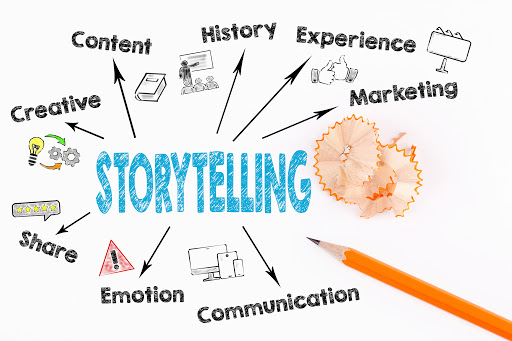 Content
History
Experience
Creative
Marketing
STORYTELLING
Share
Emotion
Communication